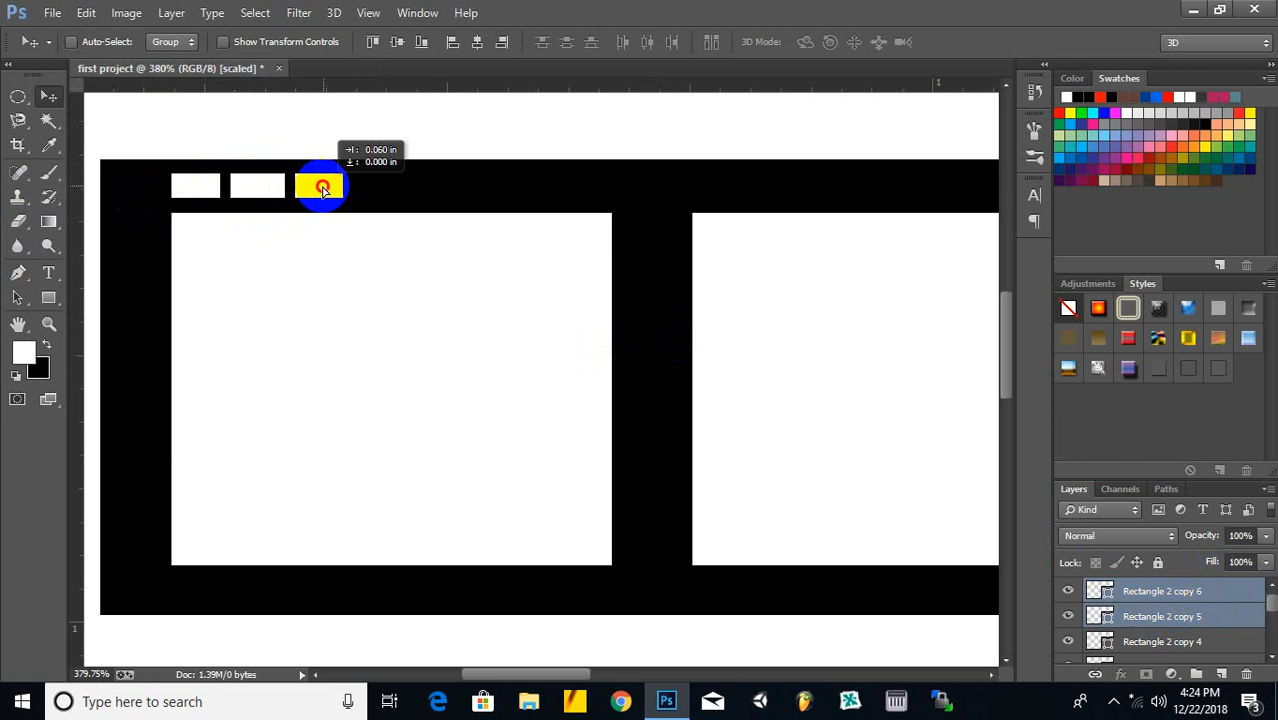 Ps File Edit Image Layer Type Select Filter 3D View Window Help
Auto-Select: Group Show Transform Controls 3D Mode: 3D
first project @ 380% (RGB/8) [scaled] * ×
Color Swatches
1
0.060 in
0.000 in
Adjustments Styles
Layers Channels Paths
Kind
Normal Opacity: 100%
Lock: Fill: 100%
Rectangle 2 copy 6
Rectangle 2 copy 5
Rectangle 2 copy 4
1
379.75% Doc: 1.39M/0 bytes
Type here to search
4:24 PM
12/22/2018